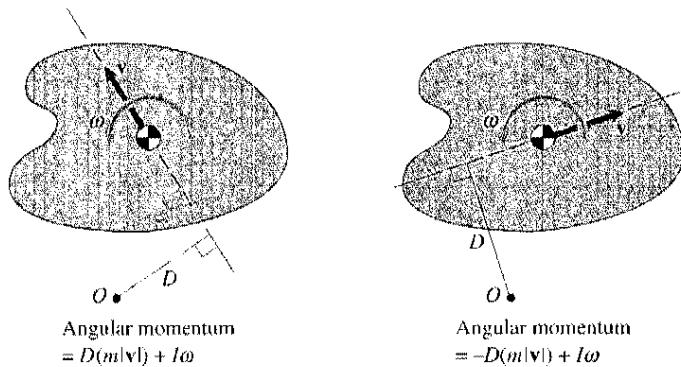 v
ω
D
O
Angular momentum
= D(m|v|) + Iω
ω
v
D
O
Angular momentum
= –D(m|v|) + Iω